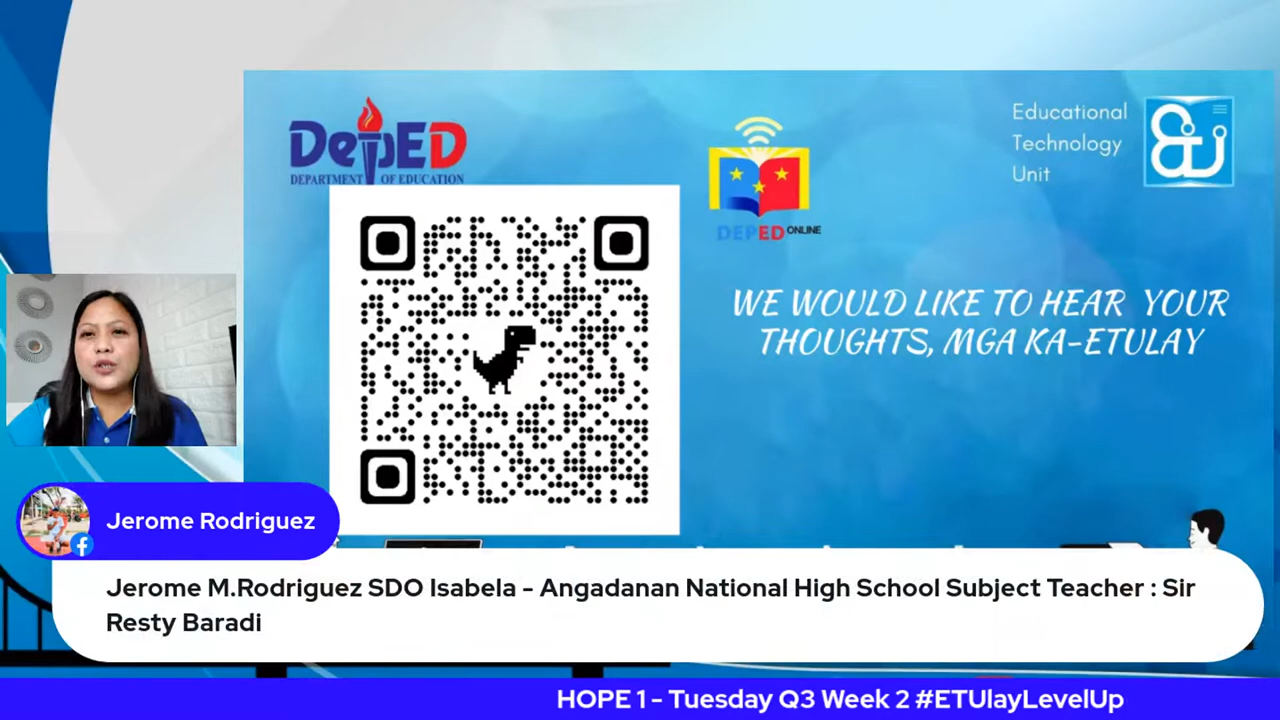 DepED
DEPARTMENT OF EDUCATION
DEPED ONLINE
Educational
Technology
Unit
WE WOULD LIKE TO HEAR YOUR
THOUGHTS, MGA KA-ETULAY
Jerome Rodriguez
Jerome M.Rodriguez SDO Isabela - Angadanan National High School Subject Teacher : Sir
Resty Baradi
HOPE 1 - Tuesday Q3 Week 2 #ETUlayLevelUp